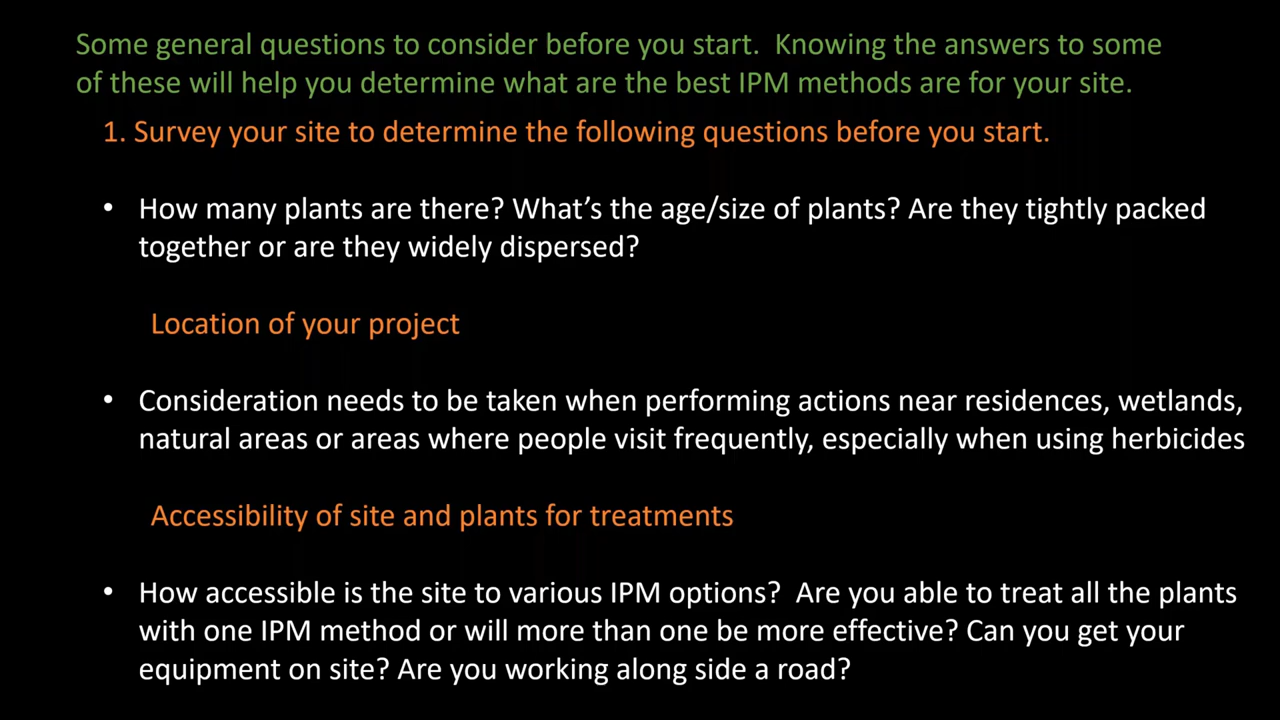 Some general questions to consider before you start.  Knowing the answers to some
of these will help you determine what are the best IPM methods are for your site.
1. Survey your site to determine the following questions before you start.
• How many plants are there? What’s the age/size of plants? Are they tightly packed
together or are they widely dispersed?
Location of your project
• Consideration needs to be taken when performing actions near residences, wetlands,
natural areas or areas where people visit frequently, especially when using herbicides
Accessibility of site and plants for treatments
• How accessible is the site to various IPM options?  Are you able to treat all the plants
with one IPM method or will more than one be more effective? Can you get your
equipment on site? Are you working along side a road?